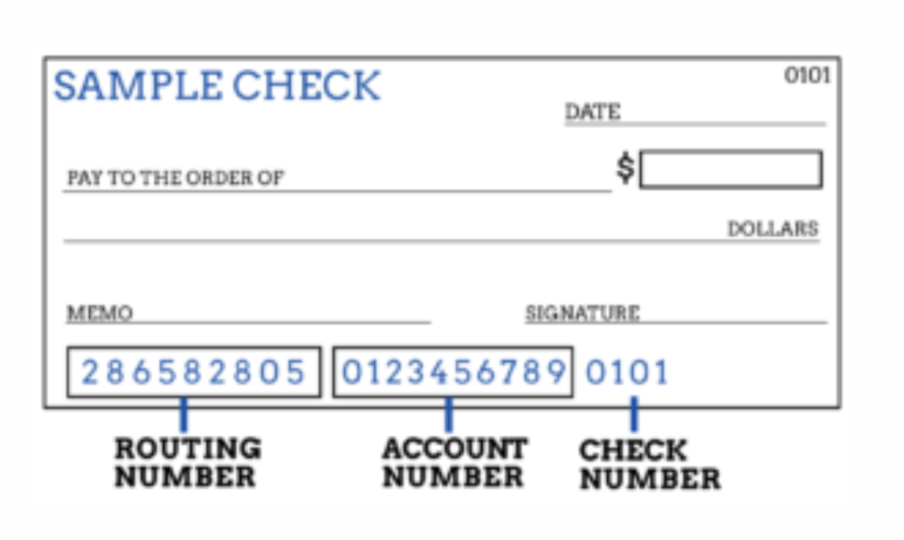 SAMPLE CHECK
0101
DATE
PAY TO THE ORDER OF
$
DOLLARS
MEMO
SIGNATURE
286582805 0123456789 0101
ROUTING NUMBER
ACCOUNT NUMBER
CHECK NUMBER